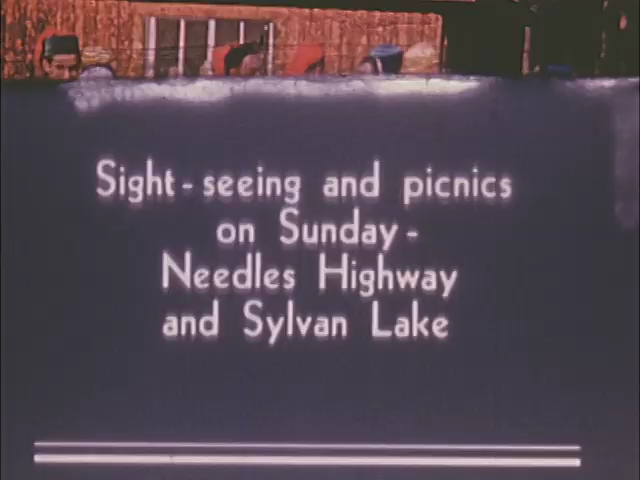 Sight-seeing and picnics
on Sunday-
Needles Highway
and Sylvan Lake